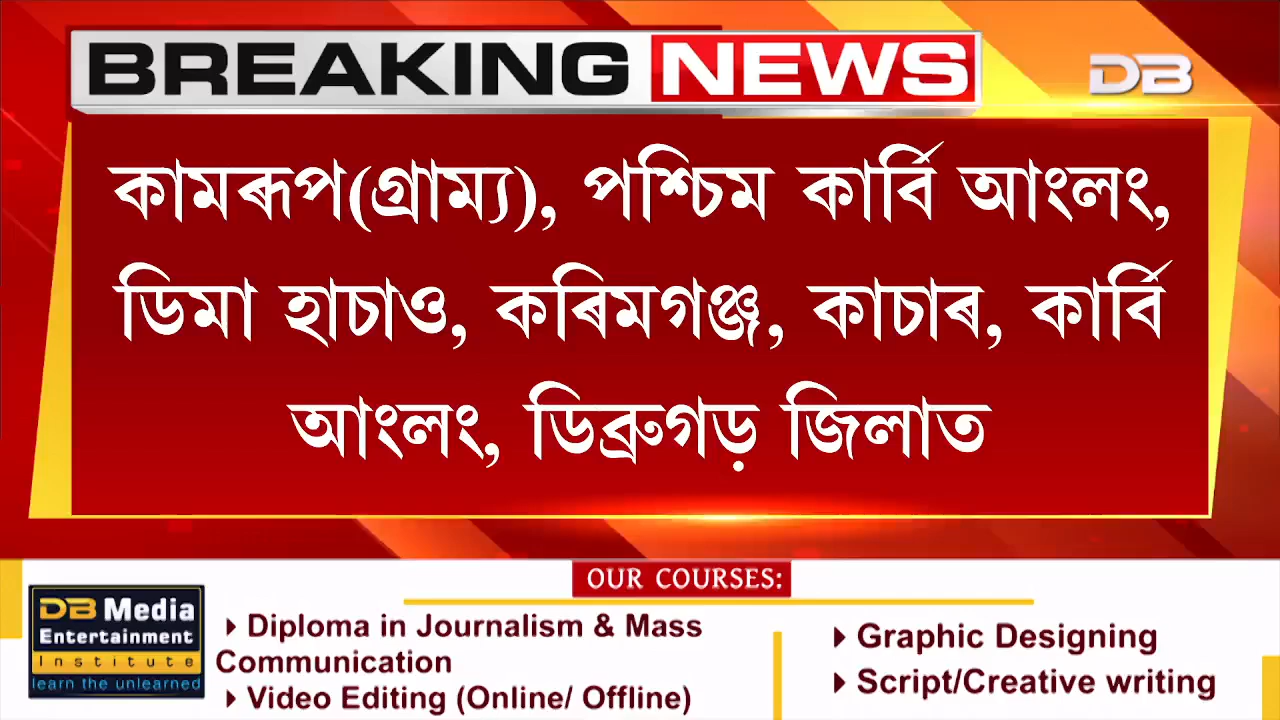 BREAKING NEWS
DB
কামৰূপ(গ্ৰাম্য), পশ্চিম কাৰ্বি আংলং,
ডিমা হাচাও, কৰিমগঞ্জ, কাচাৰ, কাৰ্বি
আংলং, ডিব্ৰুগড় জিলাত
OUR COURSES:
DB Media
Entertainment
Institute
learn the unlearned
Diploma in Journalism & Mass
Communication
Video Editing (Online/ Offline)
Graphic Designing
Script/Creative writing